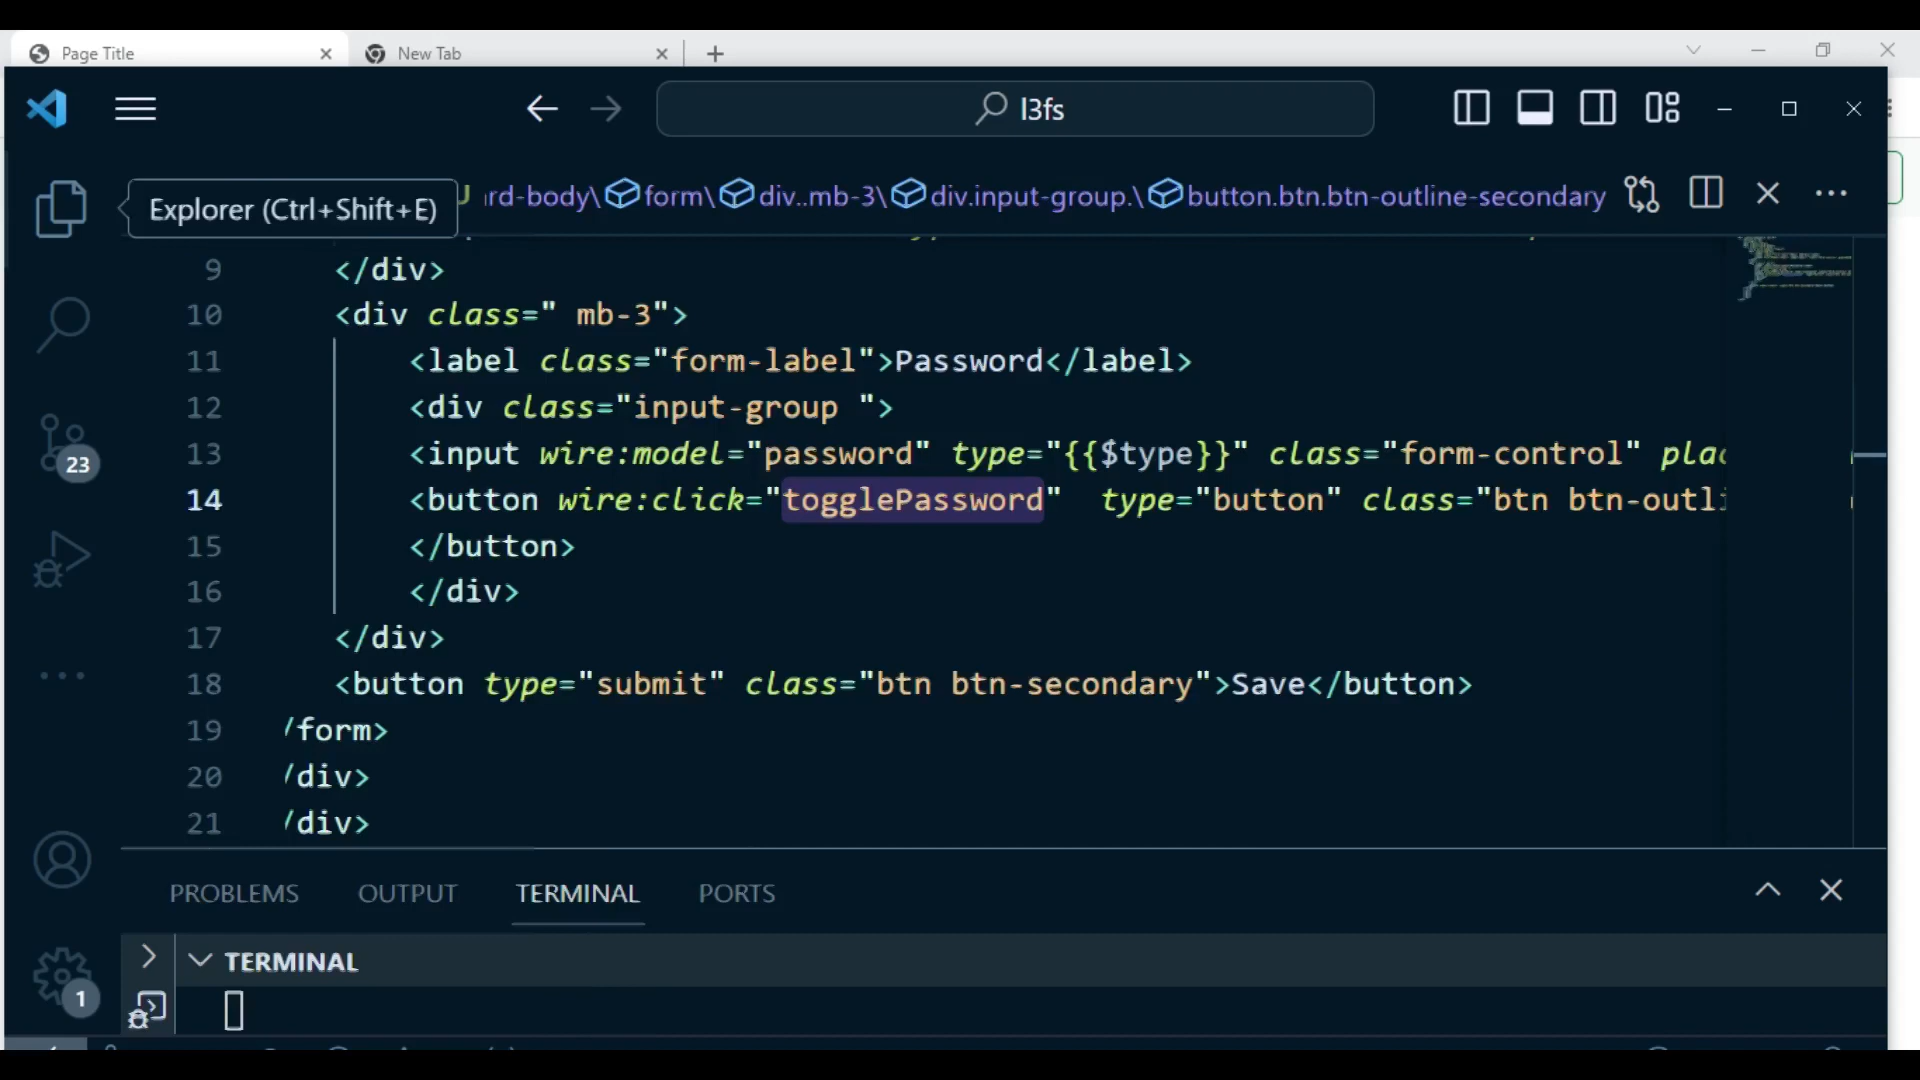 Page Title
New Tab
l3fs
Explorer (Ctrl+Shift+E)
rd-body\form\div..mb-3\div.input-group.\button.btn.btn-outline-secondary
9 </div>
10 <div class=" mb-3">
11 <label class="form-label">Password</label>
12 <div class="input-group ">
13 <input wire:model="password" type="{{$type}}" class="form-control" plac
14 <button wire:click="togglePassword"  type="button" class="btn btn-outli
15 </button>
16 </div>
17 </div>
18 <button type="submit" class="btn btn-secondary">Save</button>
19 /form>
20 /div>
21 /div>
23
1
PROBLEMS OUTPUT TERMINAL PORTS
TERMINAL